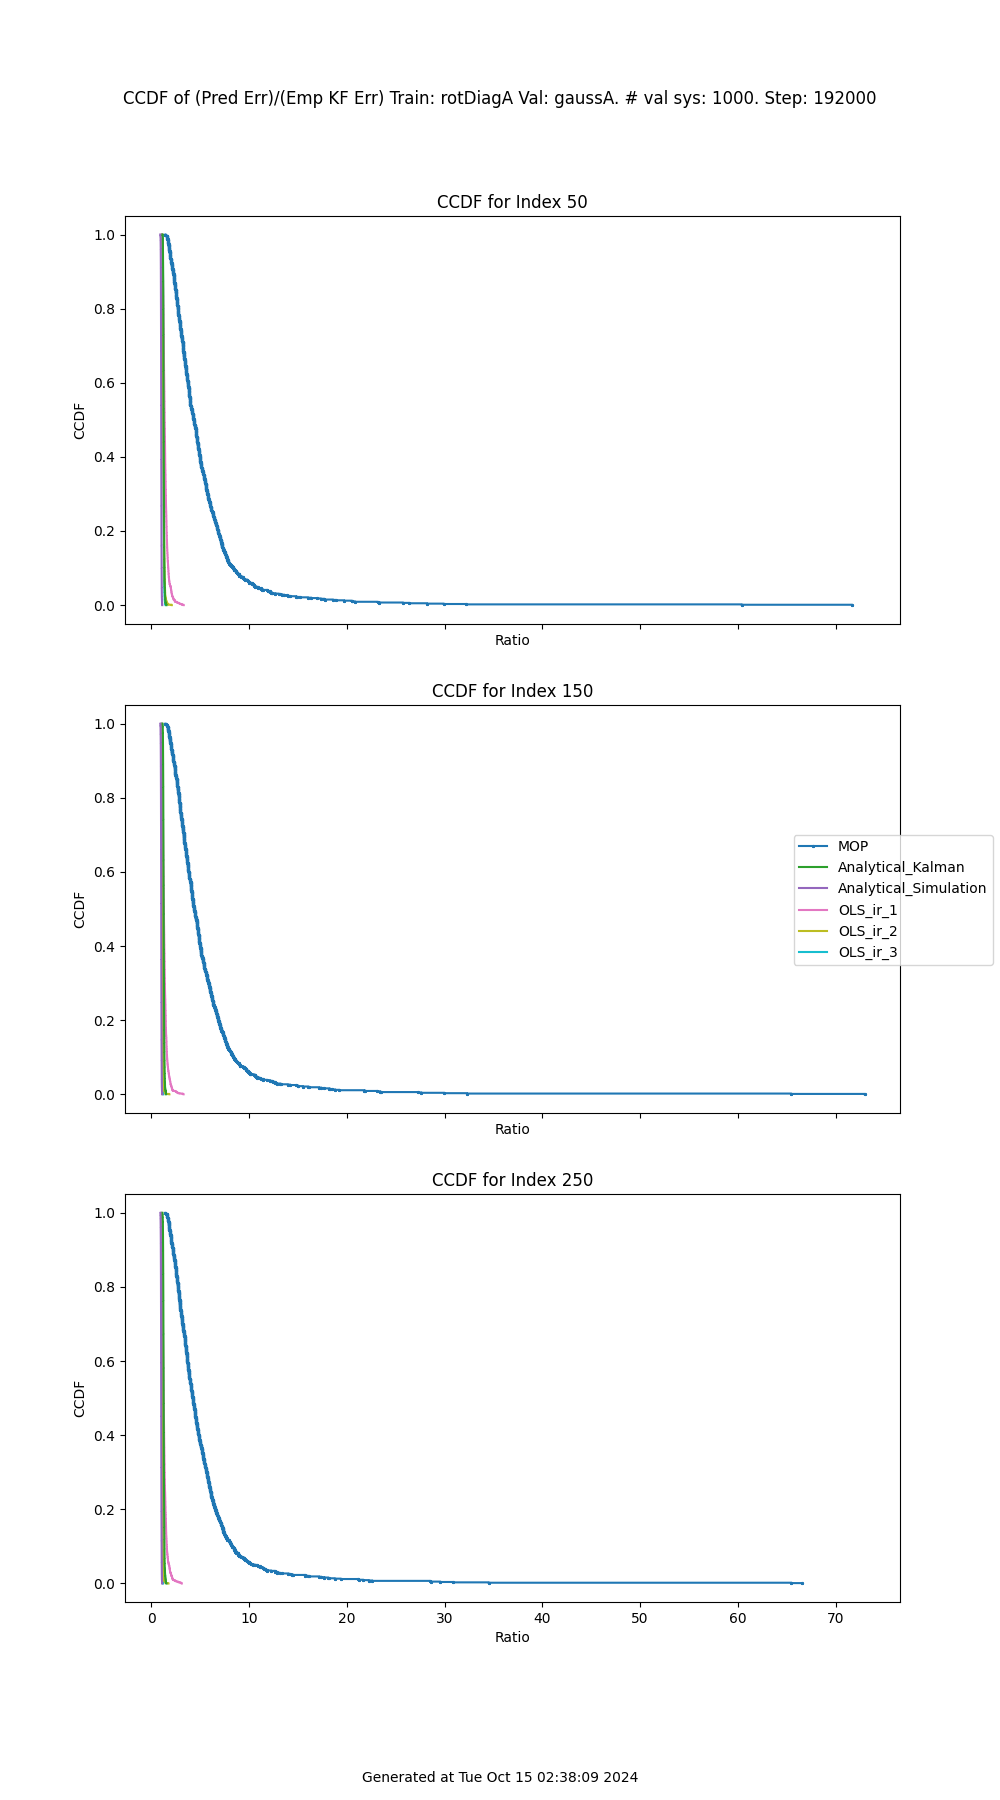 CCDF of (Pred Err)/(Emp KF Err) Train: rotDiagA Val: gaussA. # val sys: 1000. Step: 192000
CCDF for Index 50
1.0
0.8
0.6
0.4
0.2
0.0
CCDF
Ratio
CCDF for Index 150
1.0
0.8
0.6
0.4
0.2
0.0
CCDF
Ratio
MOP
Analytical_Kalman
Analytical_Simulation
OLS_ir_1
OLS_ir_2
OLS_ir_3
CCDF for Index 250
1.0
0.8
0.6
0.4
0.2
0.0
CCDF
0 10 20 30 40 50 60 70
Ratio
Generated at Tue Oct 15 02:38:09 2024